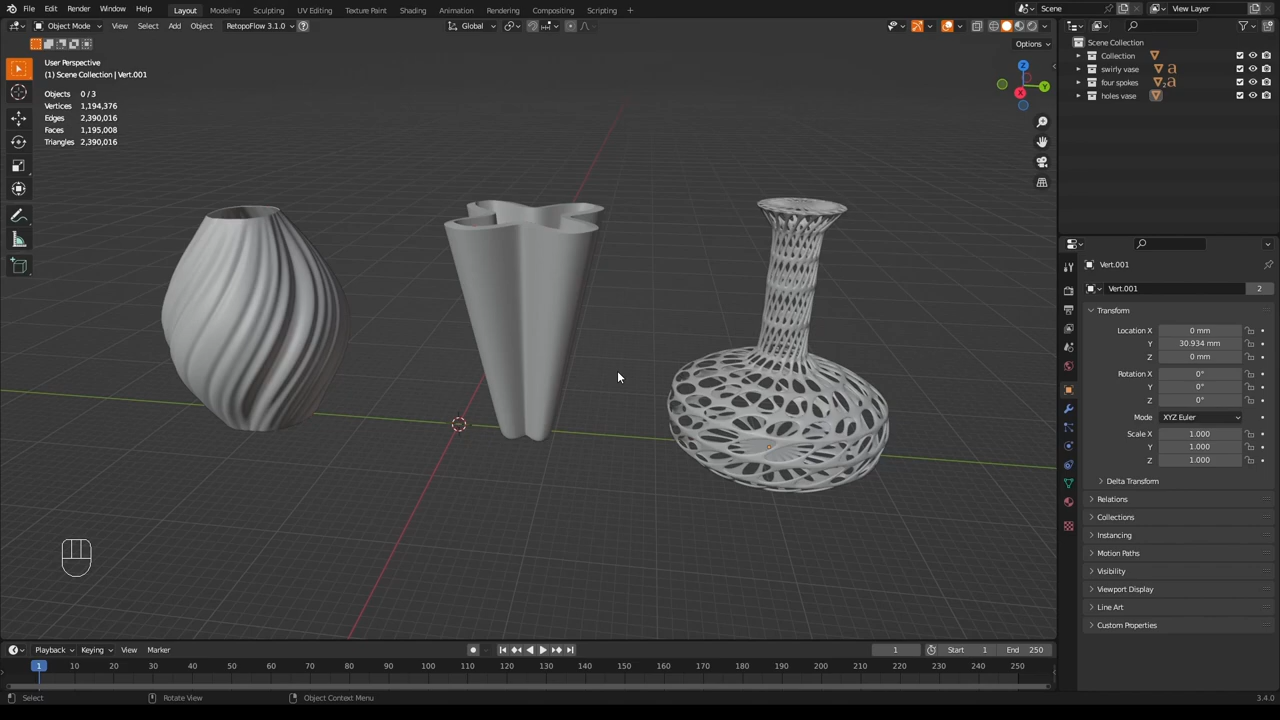 File Edit Render Window Help Layout Modeling Sculpting UV Editing Texture Paint Shading Animation Rendering Compositing Scripting + Scene View Layer
Object Mode View Select Add Object RetopoFlow 3.1.0 Global
Options
User Perspective
(1) Scene Collection | Vert.001
Objects 0 / 3
Vertices 1,194,376
Edges 2,390,016
Faces 1,195,008
Triangles 2,390,016
Z
Y
X
Scene Collection
Collection
swirly vase
four spokes 2
holes vase
Vert.001
Vert.001 2
Transform
Location X 0 mm
Y 30.934 mm
Z 0 mm
Rotation X 0°
Y 0°
Z 0°
Mode XYZ Euler
Scale X 1.000
Y 1.000
Z 1.000
Delta Transform
Relations
Collections
Instancing
Motion Paths
Visibility
Viewport Display
Line Art
Custom Properties
Playback Keying View Marker 1 Start 1 End 250
1 10 20 30 40 50 60 70 80 90 100 110 120 130 140 150 160 170 180 190 200 210 220 230 240 250
Select Rotate View Object Context Menu 3.4.0